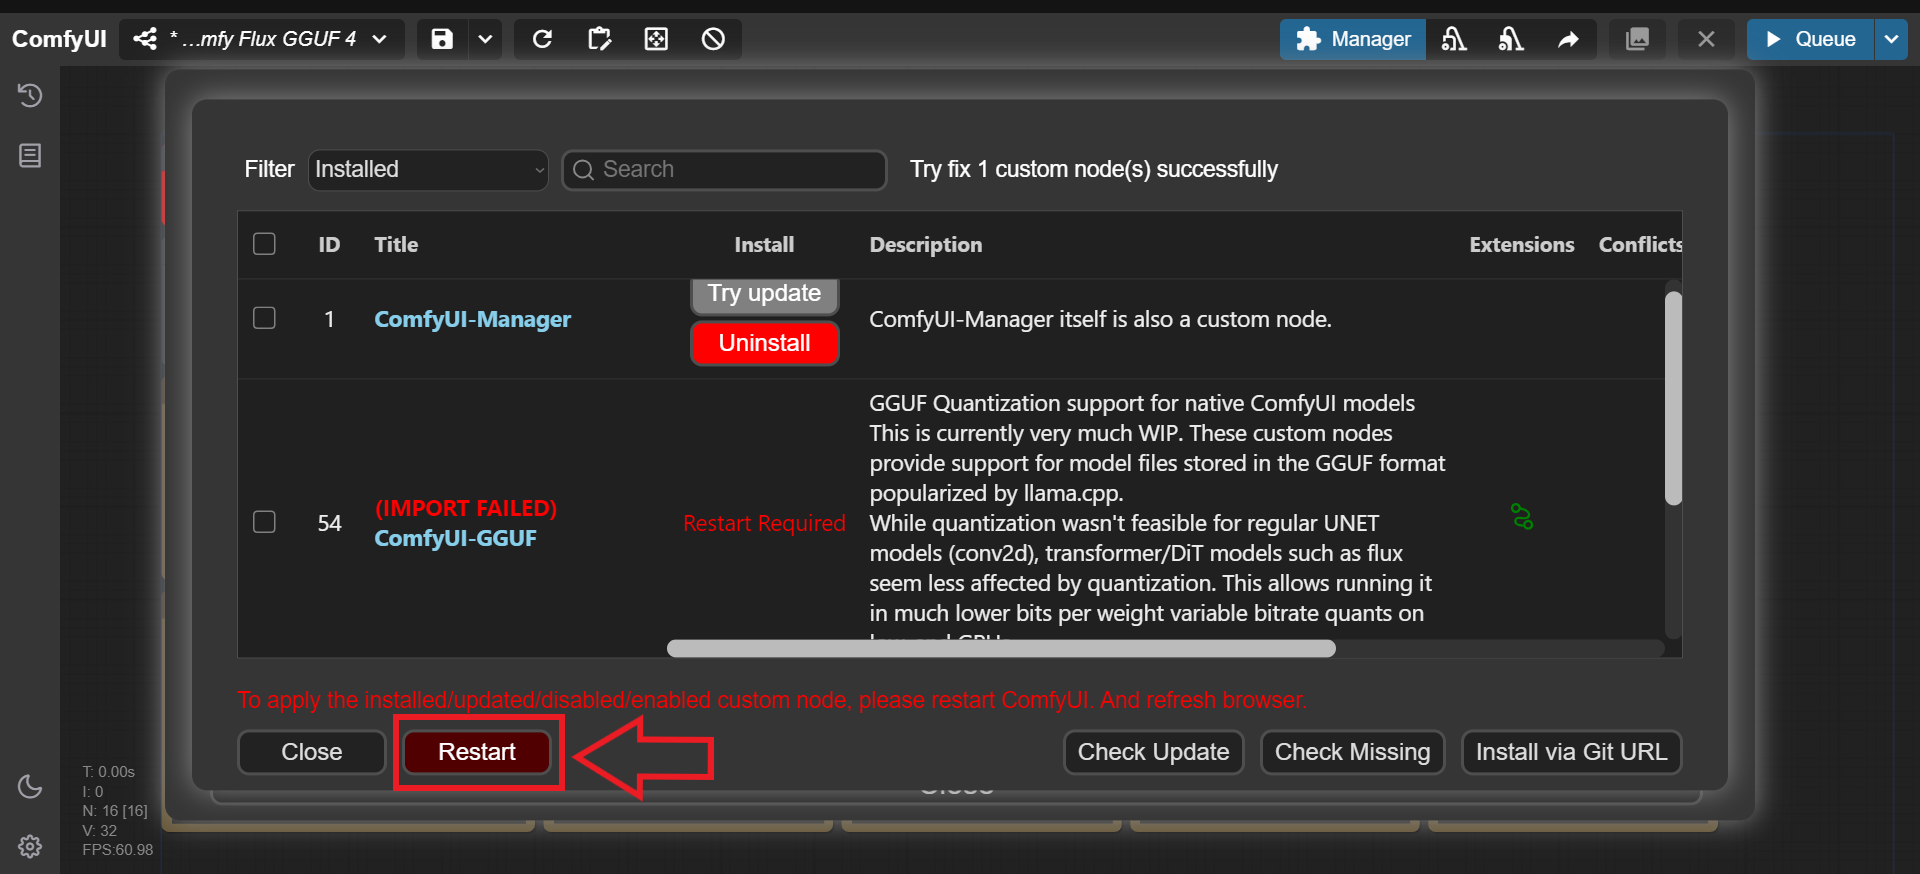 ComfyUI
* ...mfy Flux GGUF 4
Manager
Queue
Filter
Installed
Search
Try fix 1 custom node(s) successfully
ID
Title
Install
Description
Extensions
Conflicts
Try update
1
ComfyUI-Manager
ComfyUI-Manager itself is also a custom node.
Uninstall
GGUF Quantization support for native ComfyUI models
This is currently very much WIP. These custom nodes
provide support for model files stored in the GGUF format
popularized by llama.cpp.
54
(IMPORT FAILED)
ComfyUI-GGUF
Restart Required
While quantization wasn't feasible for regular UNET
models (conv2d), transformer/DiT models such as flux
seem less affected by quantization. This allows running it
in much lower bits per weight variable bitrate quants on
To apply the installed/updated/disabled/enabled custom node, please restart ComfyUI. And refresh browser.
Close
Restart
Check Update
Check Missing
Install via Git URL
T: 0.00s
I: 0
N: 16 [16]
V: 32
FPS:60.98